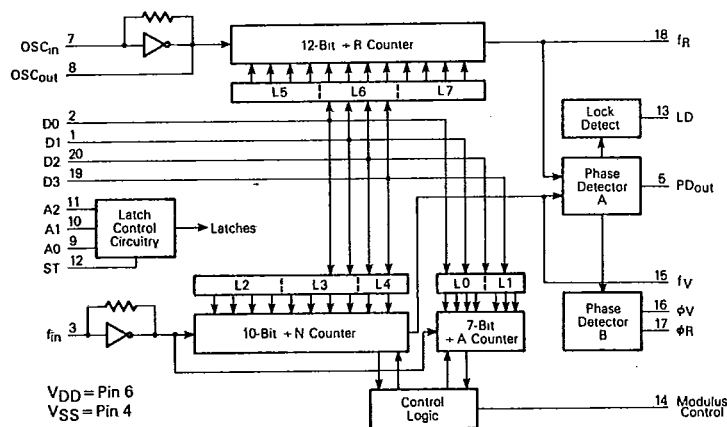 OSCin 7
OSCout 8
12-Bit ÷ R Counter
18 fR
L5 L6 L7
D0 2
D1 1
D2 20
D3 19
Lock Detect
13 LD
Phase Detector A
5 PDout
A2 11
A1 10
A0 9
ST 12
Latch Control Circuitry
Latches
L2 L3 L4
L0 L1
15 fV
fin 3
10-Bit ÷ N Counter
7-Bit ÷ A Counter
Phase Detector B
16 ϕV
17 ϕR
VDD = Pin 6
VSS = Pin 4
Control Logic
14 Modulus Control